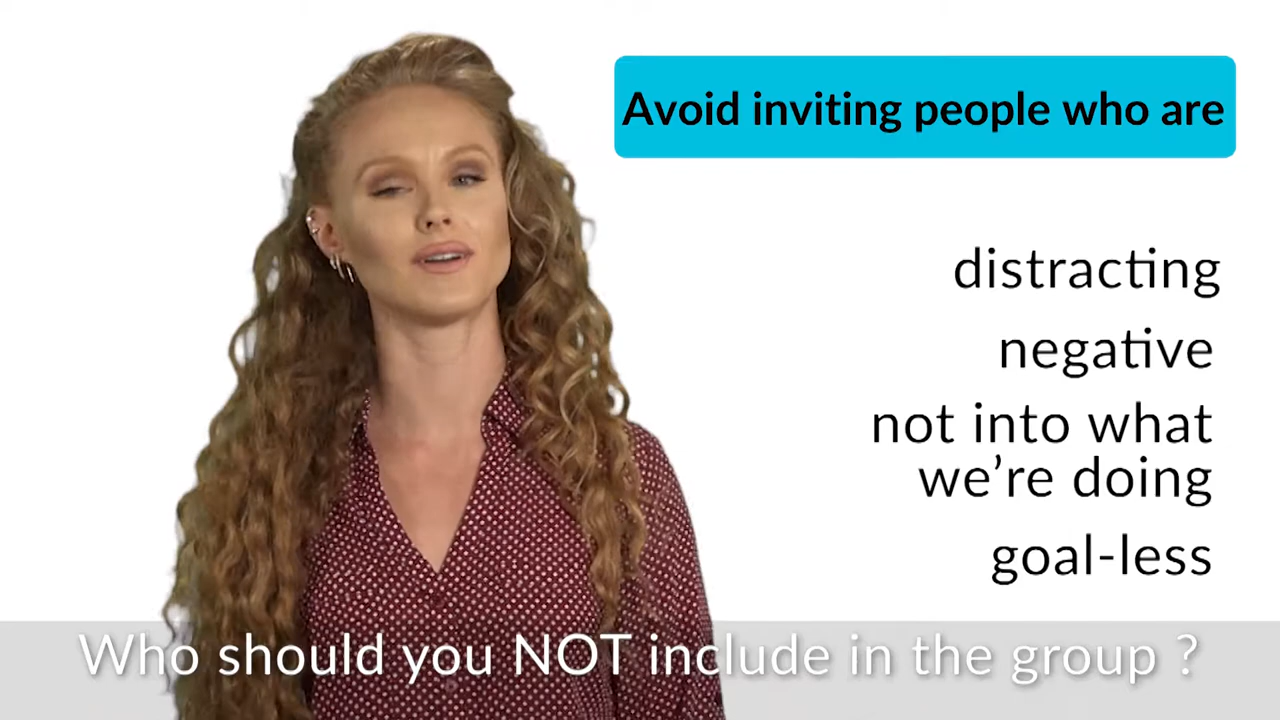 Avoid inviting people who are
distracting
negative
not into what
we’re doing
goal-less
Who should you NOT include in the group ?